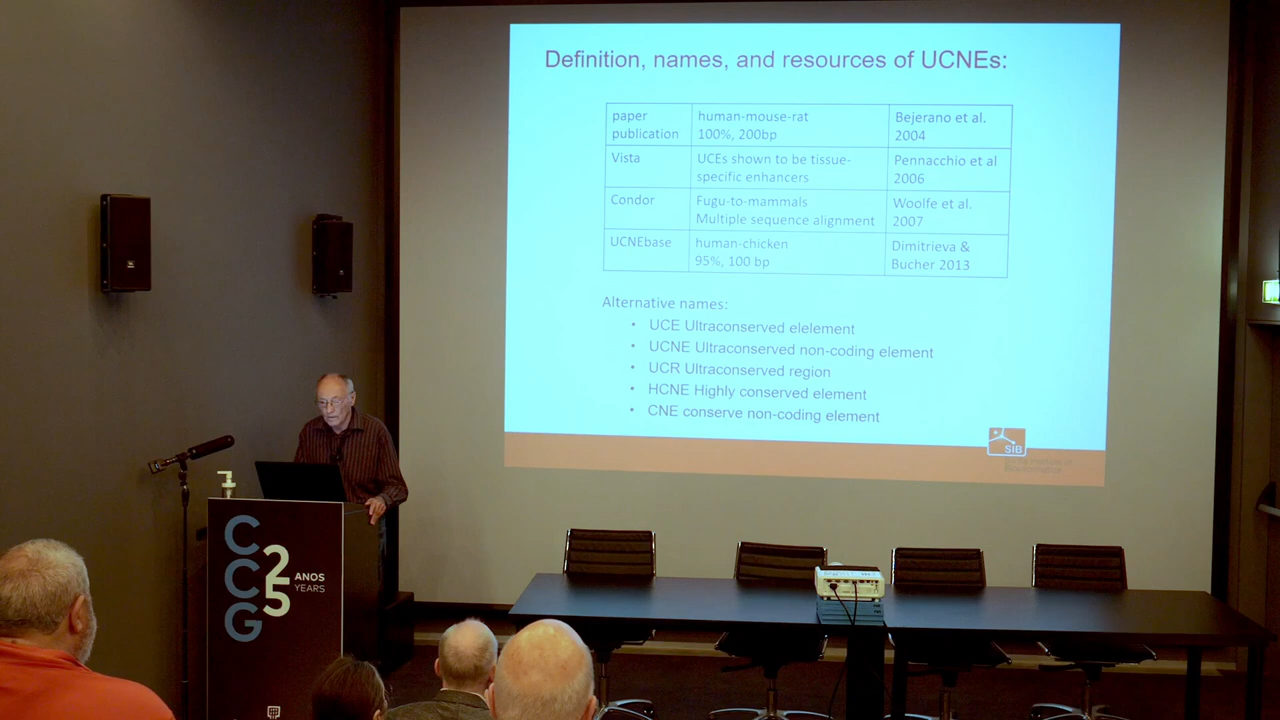 Definition, names, and resources of UCNEs:
paper
publication
human-mouse-rat
100%, 200bp
Bejerano et al.
2004
Vista
UCEs shown to be tissue-
specific enhancers
Pennacchio et al
2006
Condor
Fugu-to-mammals
Multiple sequence alignment
Woolfe et al.
2007
UCNEbase
human-chicken
95%, 100 bp
Dimitrieva &
Bucher 2013
Alternative names:
• UCE Ultraconserved elelement
• UCNE Ultraconserved non-coding element
• UCR Ultraconserved region
• HCNE Highly conserved element
• CNE conserve non-coding element
SIB
CCG
25
ANOS
YEARS